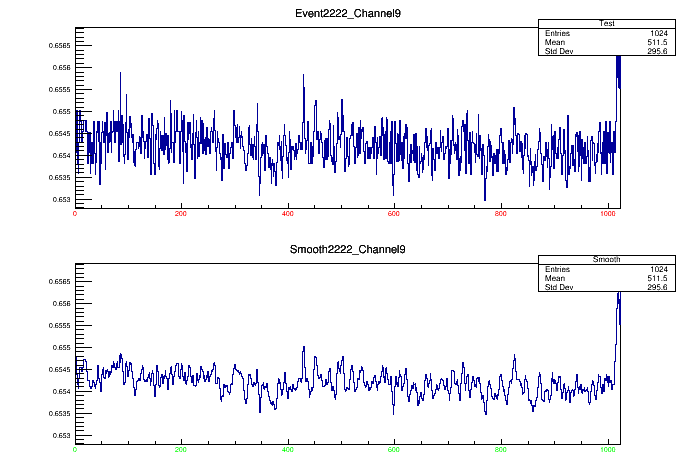 Event2222_Channel9
Test
Entries 1024
Mean 511.5
Std Dev 295.6
0.6565
0.656
0.6555
0.655
0.6545
0.654
0.6535
0.653
0 200 400 600 800 1000
Smooth2222_Channel9
Smooth
Entries 1024
Mean 511.5
Std Dev 295.6
0.6565
0.656
0.6555
0.655
0.6545
0.654
0.6535
0.653
0 200 400 600 800 1000